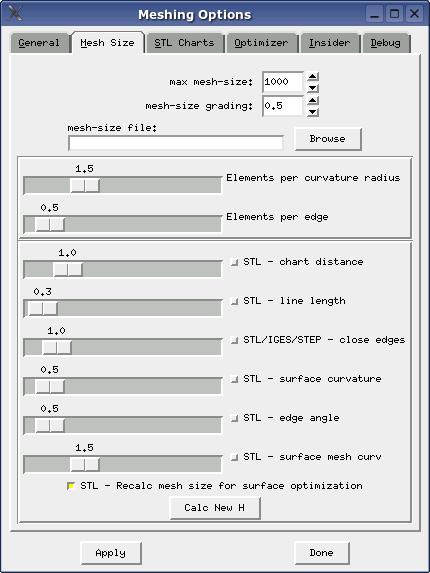 Meshing Options
General Mesh Size STL Charts Optimizer Insider Debug
max mesh-size: 1000
mesh-size grading: 0.5
mesh-size file:
Browse
1.5
Elements per curvature radius
0.5
Elements per edge
1.0
STL - chart distance
0.3
STL - line length
1.0
STL/IGES/STEP - close edges
0.5
STL - surface curvature
0.5
STL - edge angle
1.5
STL - surface mesh curv
STL - Recalc mesh size for surface optimization
Calc New H
Apply Done